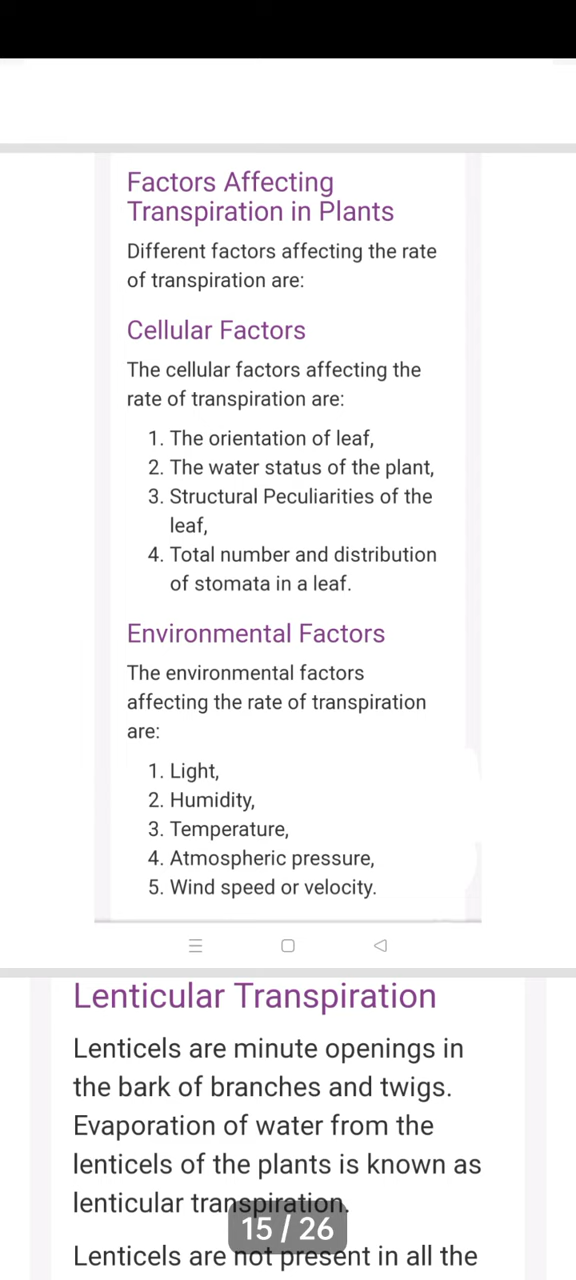 Factors Affecting
Transpiration in Plants
Different factors affecting the rate
of transpiration are:
Cellular Factors
The cellular factors affecting the
rate of transpiration are:
1. The orientation of leaf,
2. The water status of the plant,
3. Structural Peculiarities of the
leaf,
4. Total number and distribution
of stomata in a leaf.
Environmental Factors
The environmental factors
affecting the rate of transpiration
are:
1. Light,
2. Humidity,
3. Temperature,
4. Atmospheric pressure,
5. Wind speed or velocity.
Lenticular Transpiration
Lenticels are minute openings in
the bark of branches and twigs.
Evaporation of water from the
lenticels of the plants is known as
lenticular transpiration.
15 / 26
Lenticels are not present in all the